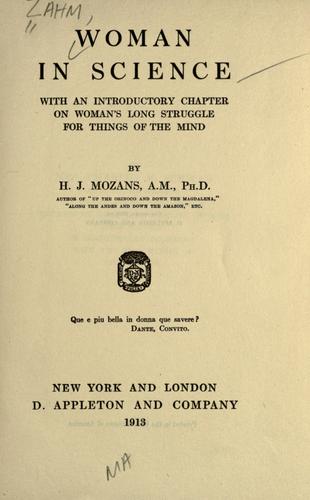 ZAHM,
WOMAN
IN SCIENCE
WITH AN INTRODUCTORY CHAPTER
ON WOMAN'S LONG STRUGGLE
FOR THINGS OF THE MIND
BY
H. J. MOZANS, A.M., Ph.D.
AUTHOR OF "UP THE ORINOCO AND DOWN THE MAGDALENA,"
"ALONG THE ANDES AND DOWN THE AMAZON," ETC.
Que e piu bella in donna que savere?
DANTE, CONVITO.
NEW YORK AND LONDON
D. APPLETON AND COMPANY
1913
MA